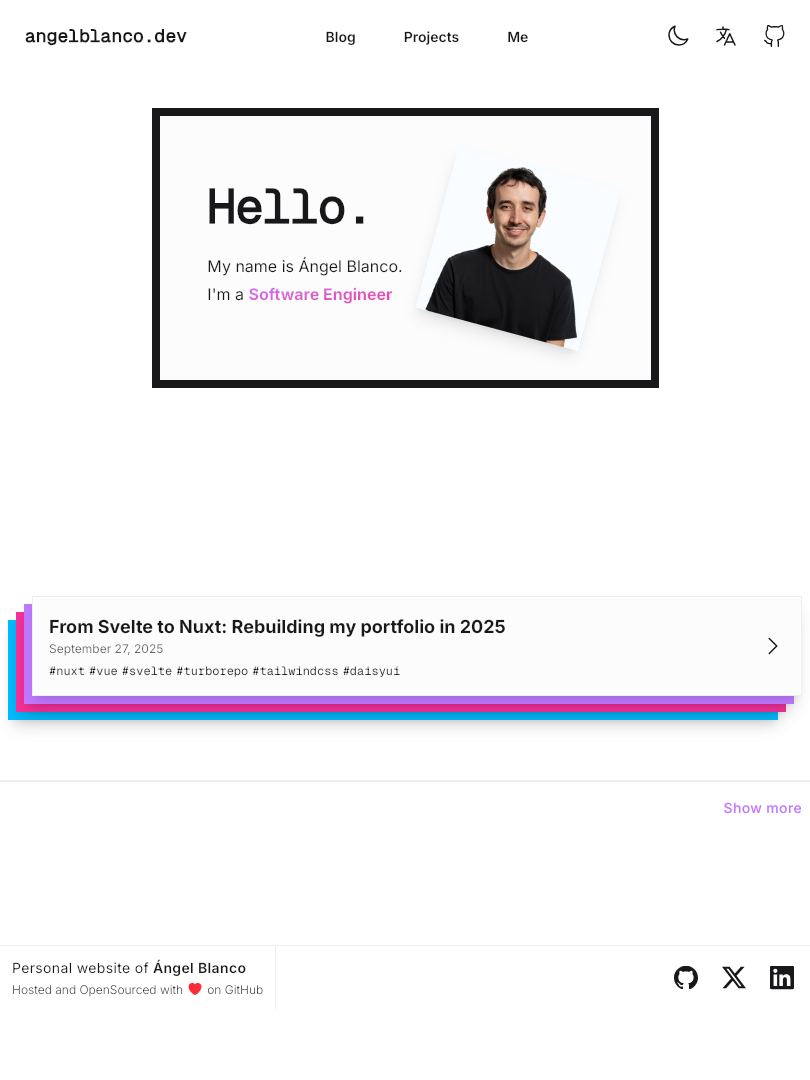 angelblanco.dev
Blog
Projects
Me
Hello.
My name is Ángel Blanco.
I'm a Software Engineer
From Svelte to Nuxt: Rebuilding my portfolio in 2025
September 27, 2025
#nuxt #vue #svelte #turborepo #tailwindcss #daisyui
Show more
Personal website of Ángel Blanco
Hosted and OpenSourced with ❤️ on GitHub